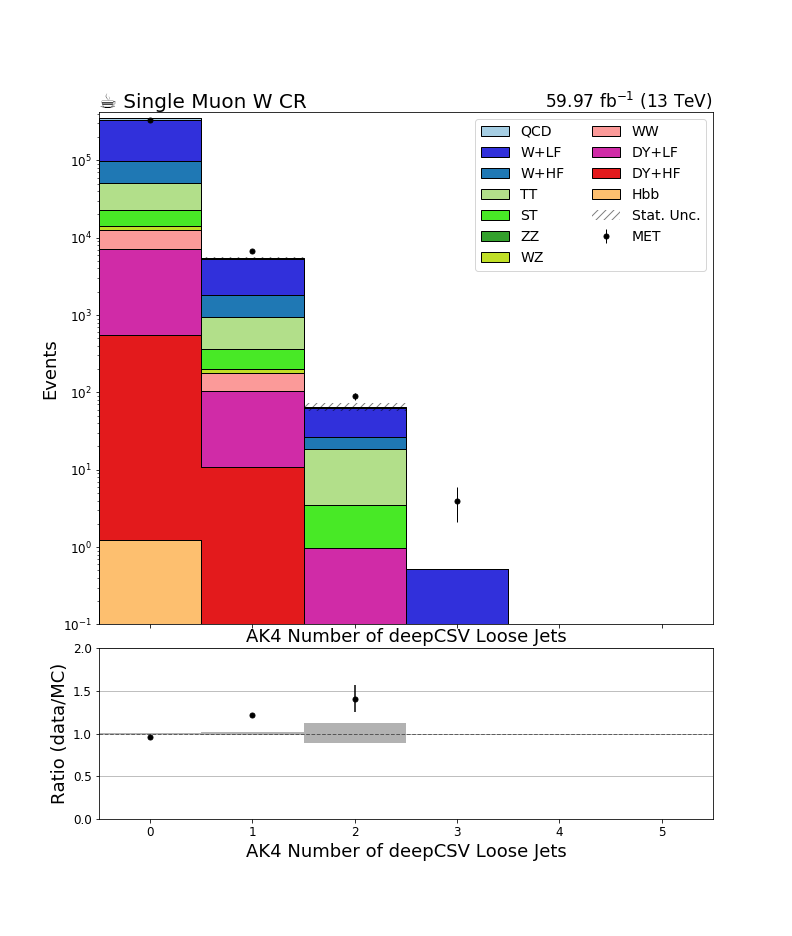 ☕ Single Muon W CR
59.97 fb⁻¹ (13 TeV)
QCD
W+LF
W+HF
TT
ST
ZZ
WZ
WW
DY+LF
DY+HF
Hbb
Stat. Unc.
MET
Events
10⁵
10⁴
10³
10²
10¹
10⁰
10⁻¹
AK4 Number of deepCSV Loose Jets
Ratio (data/MC)
2.0
1.5
1.0
0.5
0.0
0 1 2 3 4 5
AK4 Number of deepCSV Loose Jets